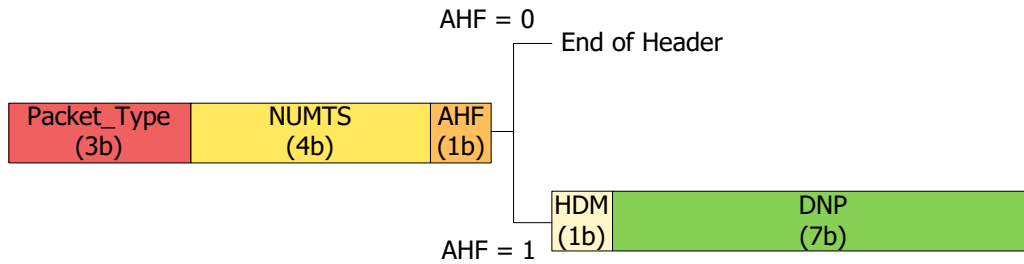 AHF = 0
End of Header
Packet_Type
(3b)
NUMTS
(4b)
AHF
(1b)
HDM
(1b)
DNP
(7b)
AHF = 1